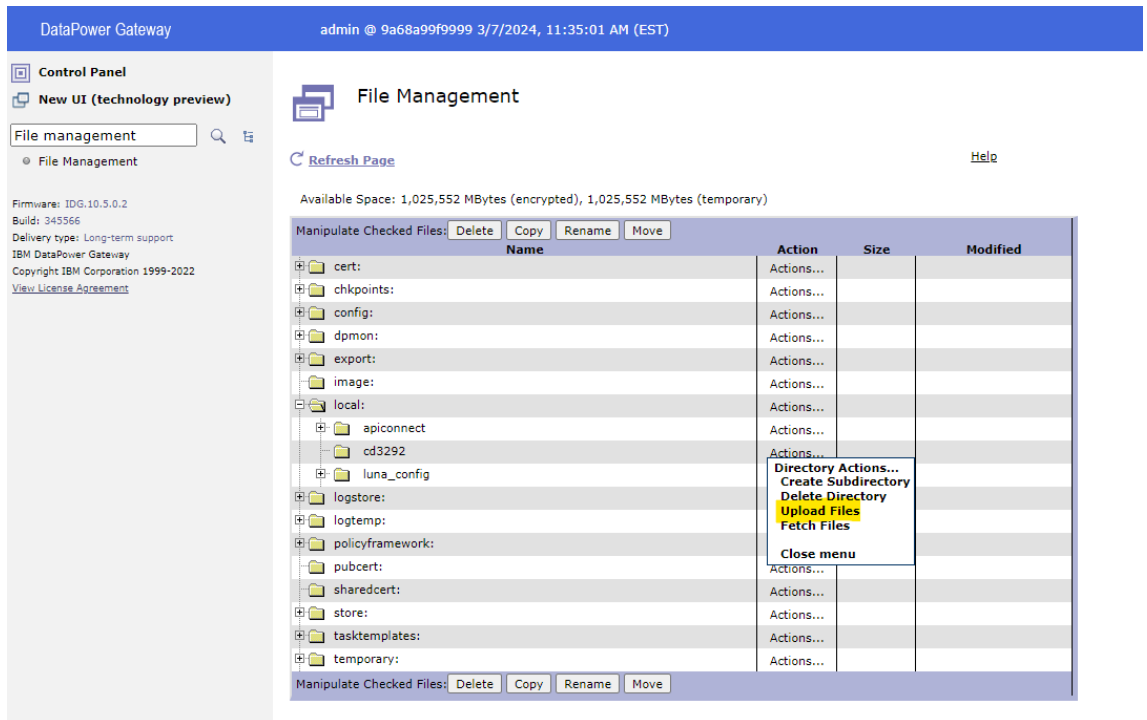 DataPower Gateway
admin @ 9a68a99f9999 3/7/2024, 11:35:01 AM (EST)
Control Panel
New UI (technology preview)
File management
File Management
Firmware: IDG.10.5.0.2
Build: 345566
Delivery type: Long-term support
IBM DataPower Gateway
Copyright IBM Corporation 1999-2022
View License Agreement
File Management
Refresh Page
Help
Available Space: 1,025,552 MBytes (encrypted), 1,025,552 MBytes (temporary)
Manipulate Checked Files: Delete Copy Rename Move
Name Action Size Modified
cert: Actions...
chkpoints: Actions...
config: Actions...
dpmon: Actions...
export: Actions...
image: Actions...
local: Actions...
apiconnect Actions...
cd3292 Actions...
luna_config
logstore:
logtemp:
policyframework:
Directory Actions...
Create Subdirectory
Delete Directory
Upload Files
Fetch Files
Close menu
pubcert: Actions...
sharedcert: Actions...
store: Actions...
tasktemplates: Actions...
temporary: Actions...
Manipulate Checked Files: Delete Copy Rename Move